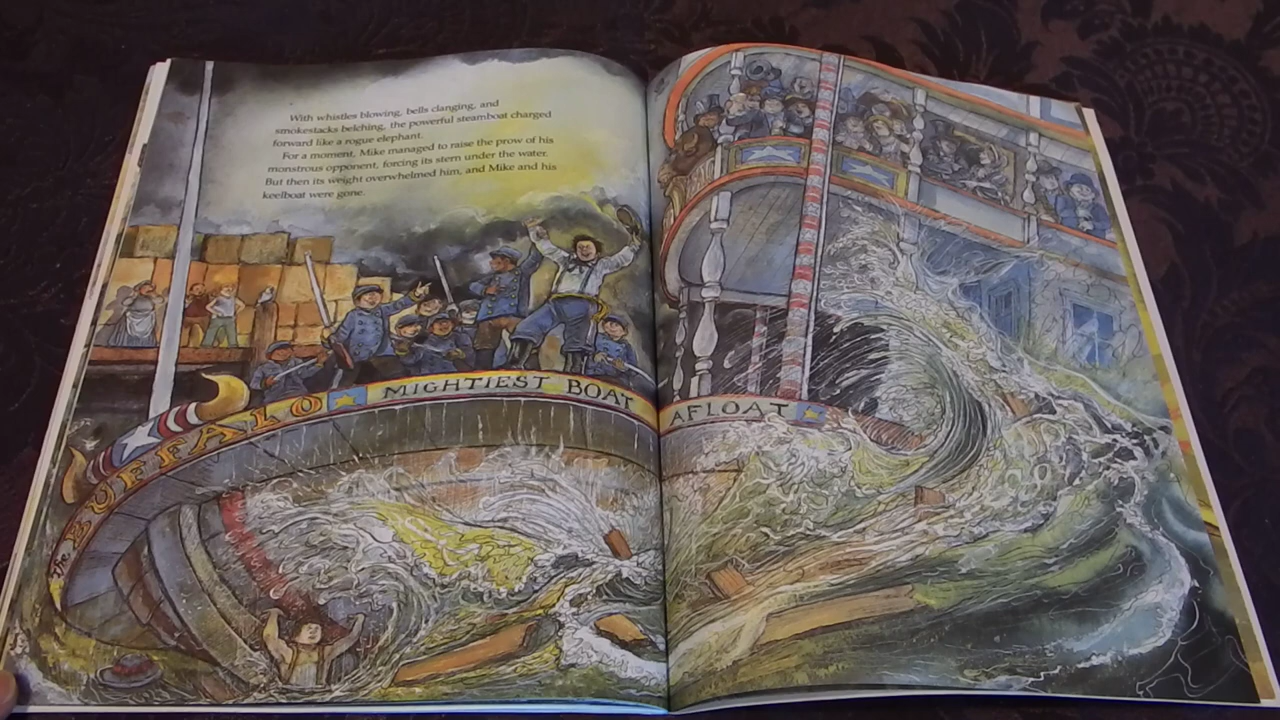 With whistles blowing, bells clanging, and
smokestacks belching, the powerful steamboat charged
forward like a rogue elephant.
For a moment, Mike managed to raise the prow of his
monstrous opponent, forcing its stern under the water.
But then its weight overwhelmed him, and Mike and his
keelboat were gone.
The BUFFALO MIGHTIEST BOAT AFLOAT